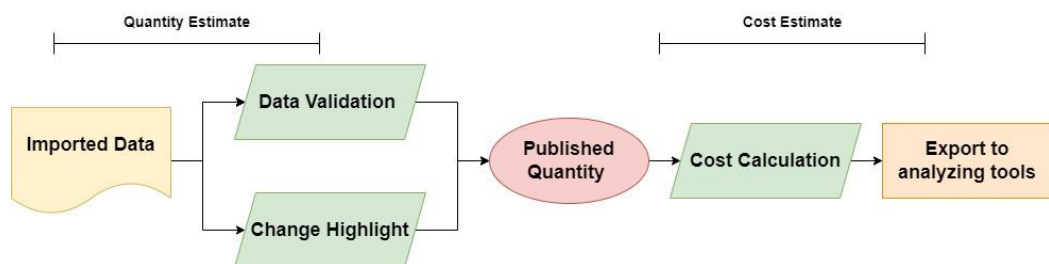 Quantity Estimate
Cost Estimate
Imported Data
Data Validation
Change Highlight
Published
Quantity
Cost Calculation
Export to
analyzing tools